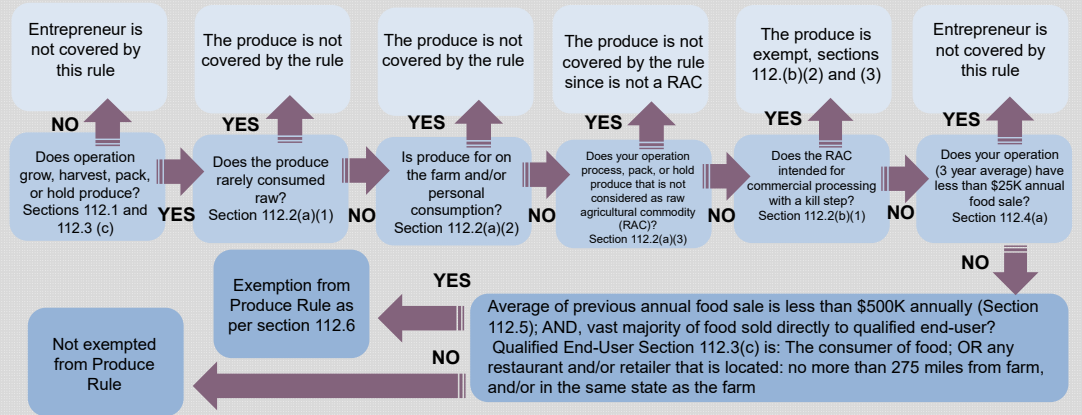 Entrepreneur is
not covered by
this rule
The produce is not
covered by the rule
The produce is not
covered by the rule
The produce is not
covered by the rule
since is not a RAC
The produce is
exempt, sections
112.(b)(2) and (3)
Entrepreneur is
not covered by
this rule
NO
YES
YES
YES
YES
YES
Does operation
grow, harvest, pack,
or hold produce?
Sections 112.1 and
112.3 (c)
YES
Does the produce
rarely consumed
raw?
Section 112.2(a)(1)
NO
Is produce for on
the farm and/or
personal
consumption?
Section 112.2(a)(2)
NO
Does your operation
process, pack, or hold
produce that is not
considered as raw
agricultural commodity
(RAC)?
Section 112.2(a)(3)
NO
Does the RAC
intended for
commercial processing
with a kill step?
Section 112.2(b)(1)
NO
Does your operation
(3 year average) have
less than $25K annual
food sale?
Section 112.4(a)
NO
Exemption from
Produce Rule as
per section 112.6
YES
Average of previous annual food sale is less than $500K annually (Section
112.5); AND, vast majority of food sold directly to qualified end-user?
Qualified End-User Section 112.3(c) is: The consumer of food; OR any
restaurant and/or retailer that is located: no more than 275 miles from farm,
and/or in the same state as the farm
NO
Not exempted
from Produce
Rule